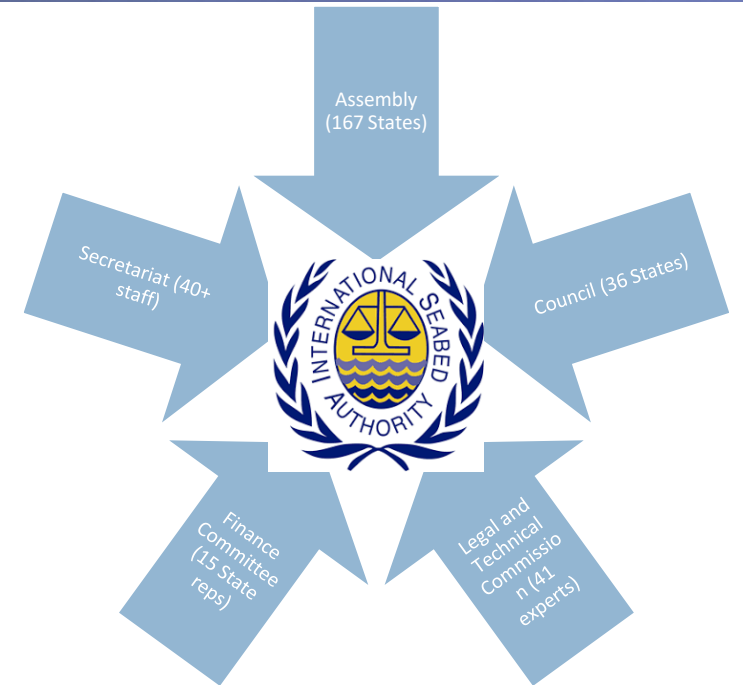 Assembly
(167 States)
Secretariat (40+
staff)
Council (36 States)
INTERNATIONAL SEABED
AUTHORITY
Finance
Committee
(15 State
reps)
Legal and
Technical
Commissio
n (41
experts)